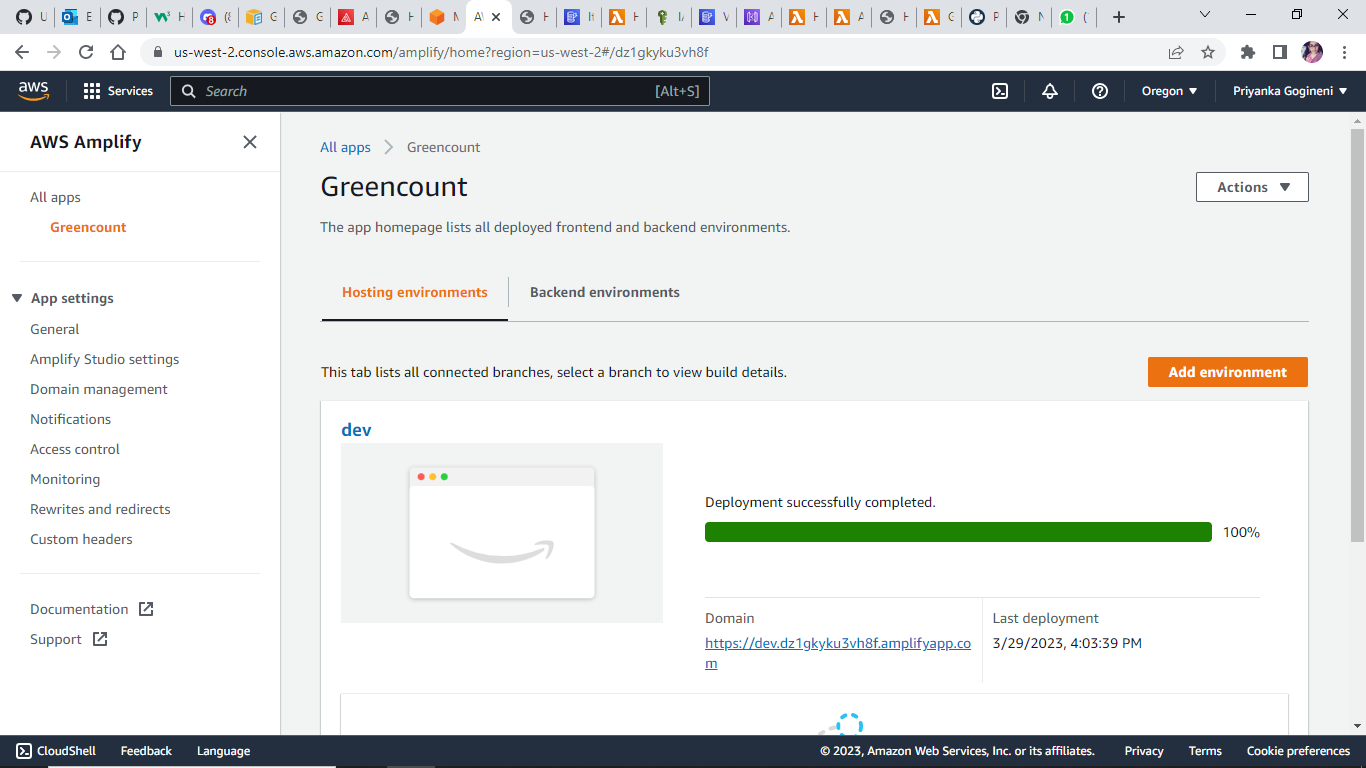 us-west-2.console.aws.amazon.com/amplify/home?region=us-west-2#/dz1gkyku3vh8f
aws
Services
Search
[Alt+S]
Oregon
Priyanka Gogineni
AWS Amplify
All apps
Greencount
App settings
General
Amplify Studio settings
Domain management
Notifications
Access control
Monitoring
Rewrites and redirects
Custom headers
Documentation
Support
All apps
Greencount
Greencount
Actions
The app homepage lists all deployed frontend and backend environments.
Hosting environments
Backend environments
This tab lists all connected branches, select a branch to view build details.
Add environment
dev
Deployment successfully completed.
100%
Domain
https://dev.dz1gkyku3vh8f.amplifyapp.co
m
Last deployment
3/29/2023, 4:03:39 PM
CloudShell
Feedback
Language
© 2023, Amazon Web Services, Inc. or its affiliates.
Privacy
Terms
Cookie preferences